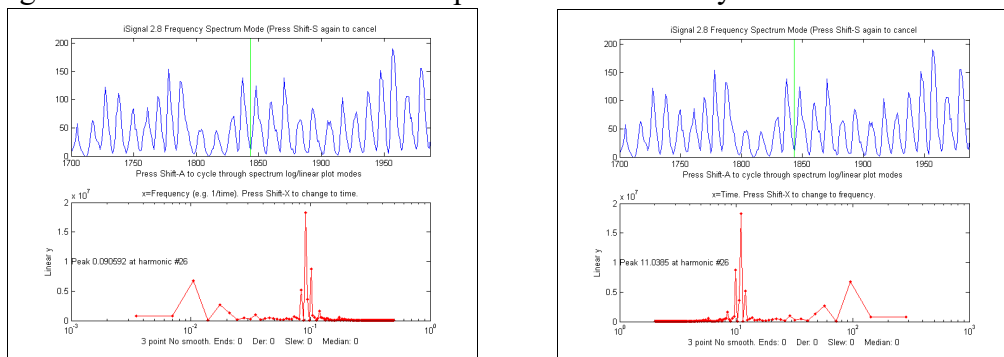 iSignal 2.8 Frequency Spectrum Mode (Press Shift-S again to cancel
200
150
100
50
0
1700
1750
1800
1850
1900
1950
Press Shift-A to cycle through spectrum log/linear plot modes
x=Frequency (e.g. 1/time). Press Shift-X to change to time.
x 10^7
2
1.5
1
0.5
0
Linear y
Peak 0.090592 at harmonic #26
10^-3
10^-2
10^-1
10^0
3 point No smooth. Ends: 0 Der: 0 Slew: 0 Median: 0
iSignal 2.8 Frequency Spectrum Mode (Press Shift-S again to cancel
200
150
100
50
0
1700
1750
1800
1850
1900
1950
Press Shift-A to cycle through spectrum log/linear plot modes
x=Time. Press Shift-X to change to frequency.
x 10^7
2
1.5
1
0.5
0
Linear y
Peak 11.0385 at harmonic #26
10^0
10^1
10^2
10^3
3 point No smooth. Ends: 0 Der: 0 Slew: 0 Median: 0